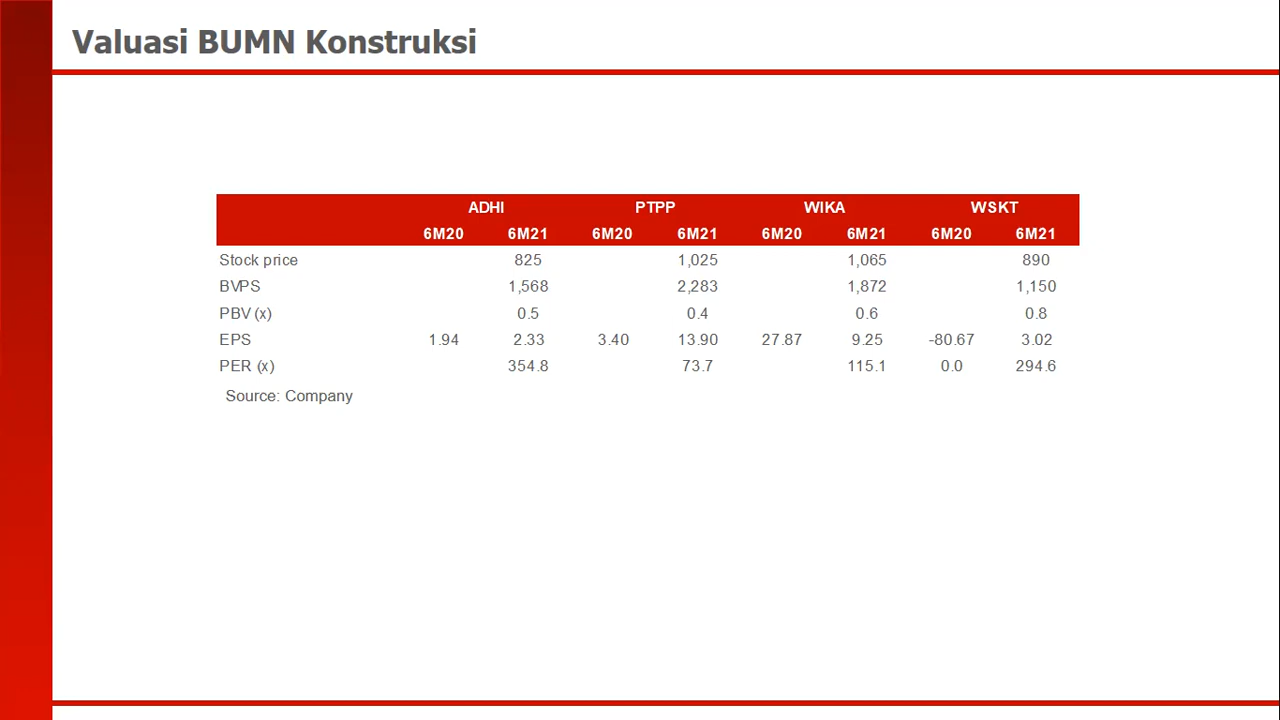 Valuasi BUMN Konstruksi
ADHI PTPP WIKA WSKT
6M20 6M21 6M20 6M21 6M20 6M21 6M20 6M21
Stock price 825 1,025 1,065 890
BVPS 1,568 2,283 1,872 1,150
PBV (x) 0.5 0.4 0.6 0.8
EPS 1.94 2.33 3.40 13.90 27.87 9.25 -80.67 3.02
PER (x) 354.8 73.7 115.1 0.0 294.6
Source: Company